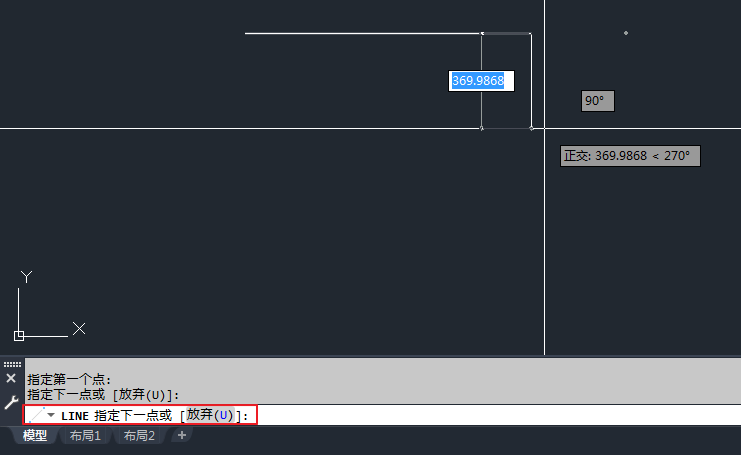 369.9868
90°
正交: 369.9868 < 270°
Y
X
指定第一个点:
指定下一点或 [放弃(U)]:
LINE 指定下一点或 [放弃(U)]:
模型 布局1 布局2 +